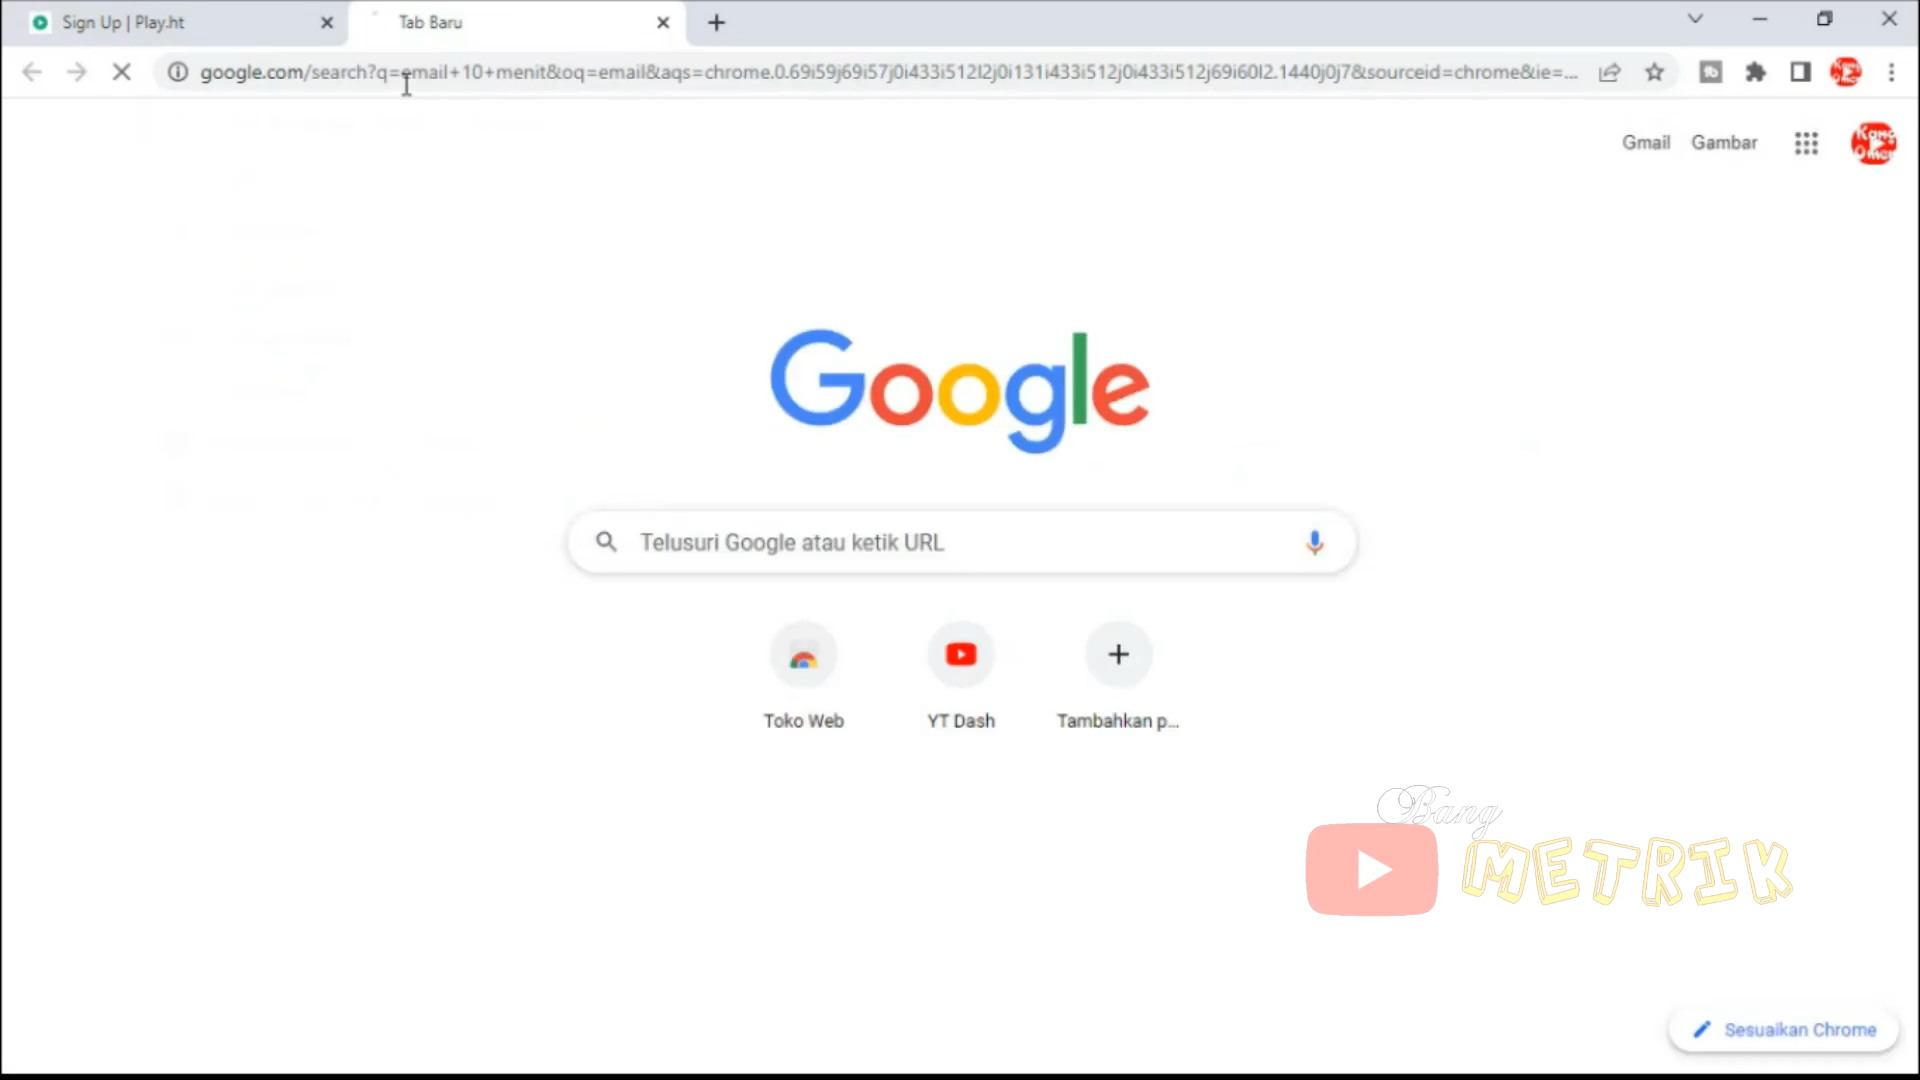 Sign Up | Play.ht
Tab Baru
google.com/search?q=email+10+menit&oq=email&aqs=chrome.0.69i59j69i57j0i433i512l2j0i131i433i512j0i433i512j69i60l2.1440j0j7&sourceid=chrome&ie=...
Gmail Gambar
Kang Omen
Google
Telusuri Google atau ketik URL
Toko Web
YT Dash
Tambahkan p...
Bang
METRIK
Sesuaikan Chrome